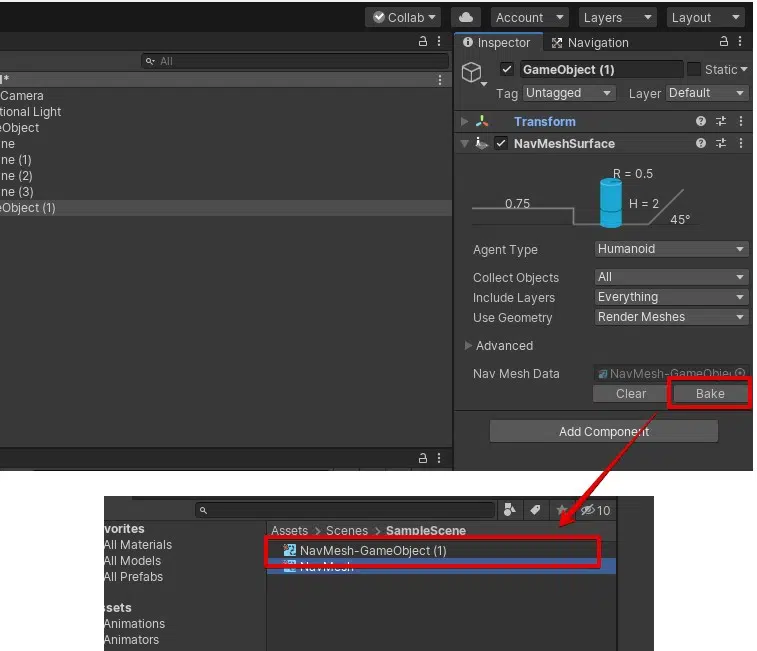 Collab
Account
Layers
Layout
Inspector
Navigation
All
GameObject (1)
Static
Tag Untagged Layer Default
Camera
tional Light
eObject
ne
ne (1)
ne (2)
ne (3)
eObject (1)
Transform
NavMeshSurface
R = 0.5
0.75
H = 2
45°
Agent Type Humanoid
Collect Objects All
Include Layers Everything
Use Geometry Render Meshes
Advanced
Nav Mesh Data NavMesh-GameObje
Clear Bake
Add Component
10
vorites
All Materials
All Models
All Prefabs
ssets
Animations
Animators
Assets > Scenes > SampleScene
NavMesh-GameObject (1)
NavMesh